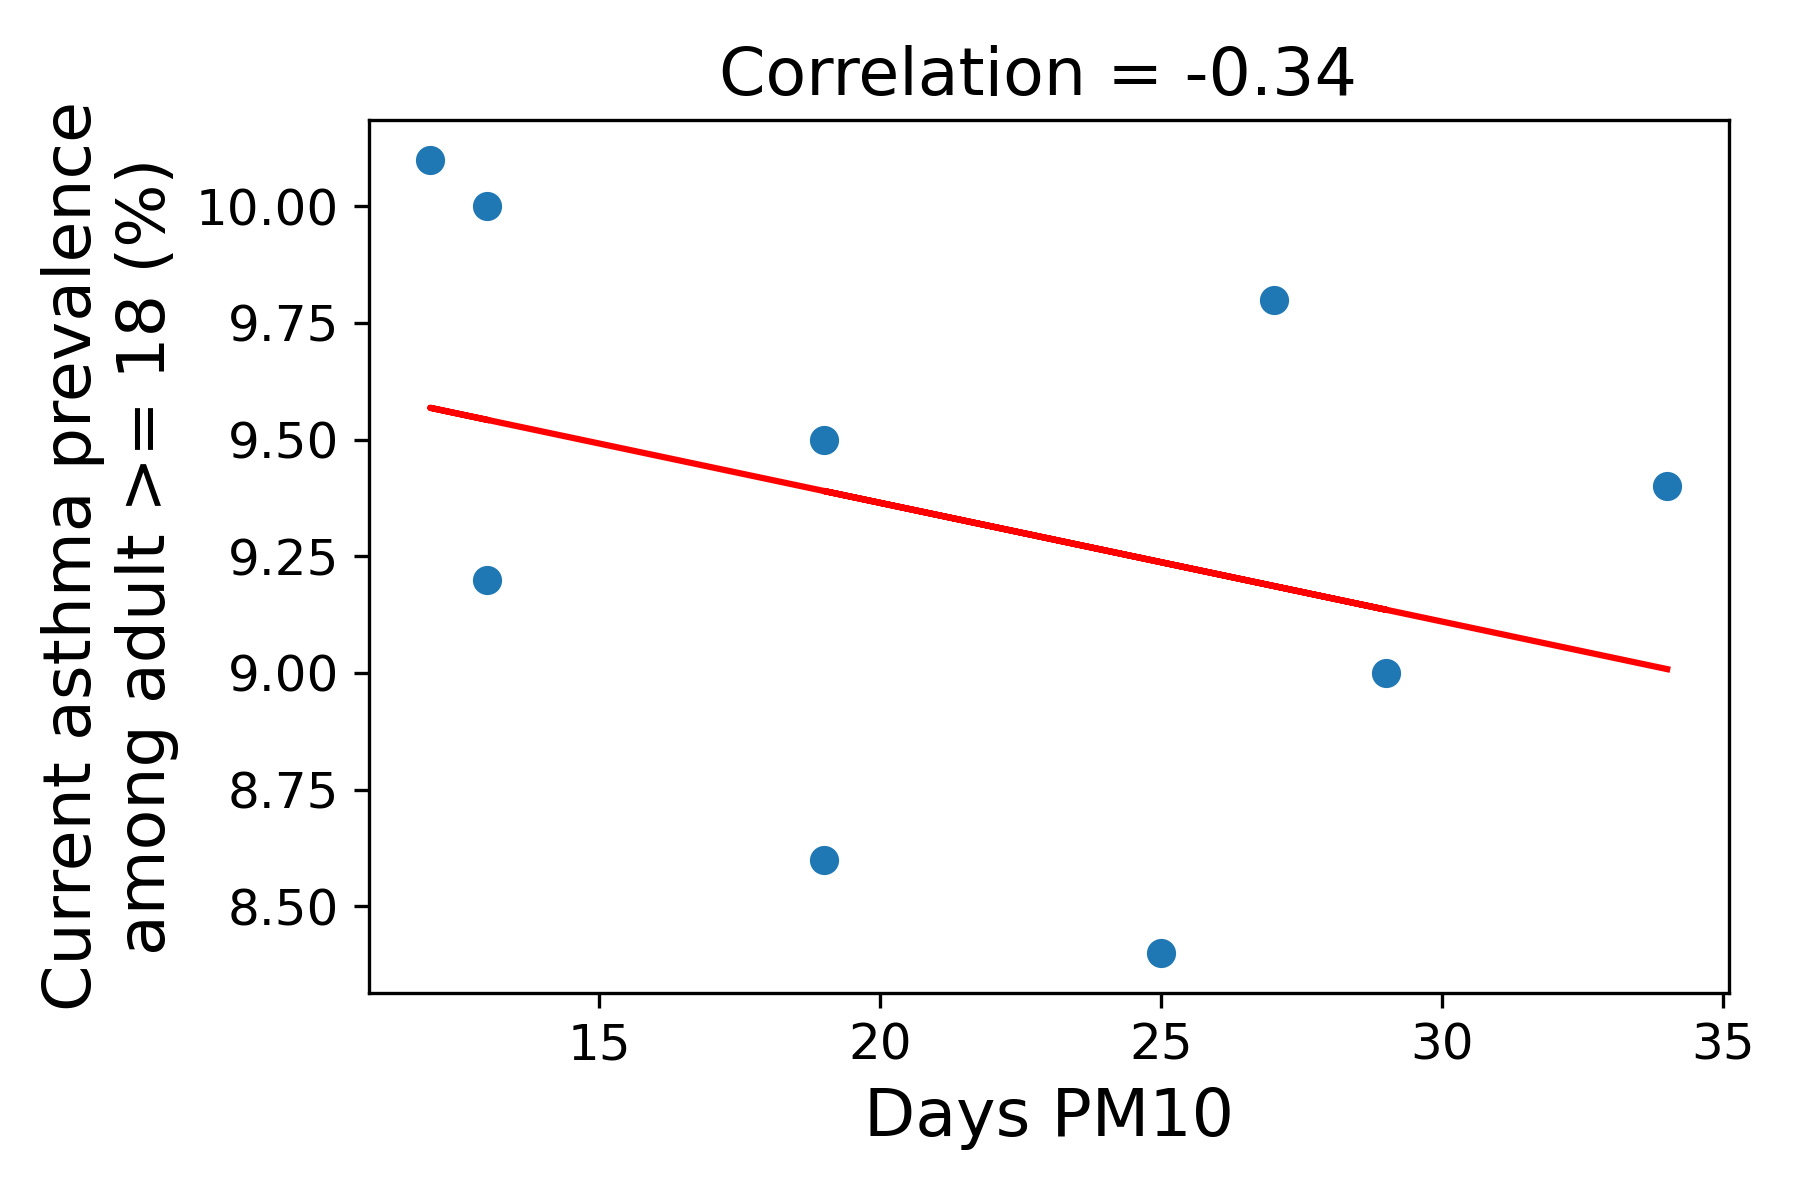 Correlation = -0.34
Current asthma prevalence
among adult >= 18 (%)
10.00
9.75
9.50
9.25
9.00
8.75
8.50
15 20 25 30 35
Days PM10